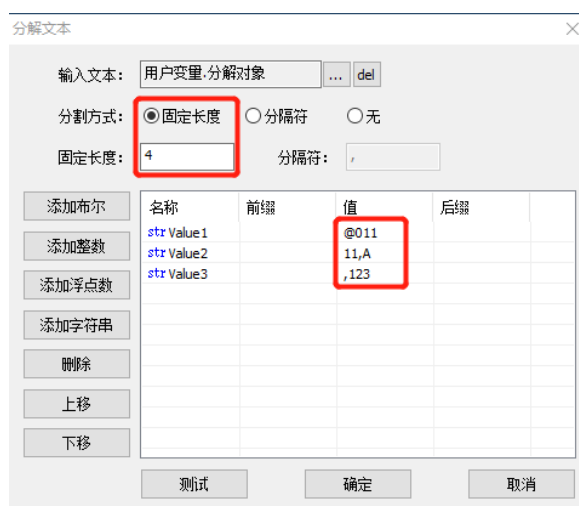 分解文本
输入文本： 用户变里.分解对象 ... del
分割方式： 固定长度 分隔符 无
固定长度： 4 分隔符： ,
添加布尔
添加整数
添加浮点数
添加字符串
删除
上移
下移
名称 前缀 值 后缀
str Value1 @011
str Value2 11,A
str Value3 ,123
测试 确定 取消